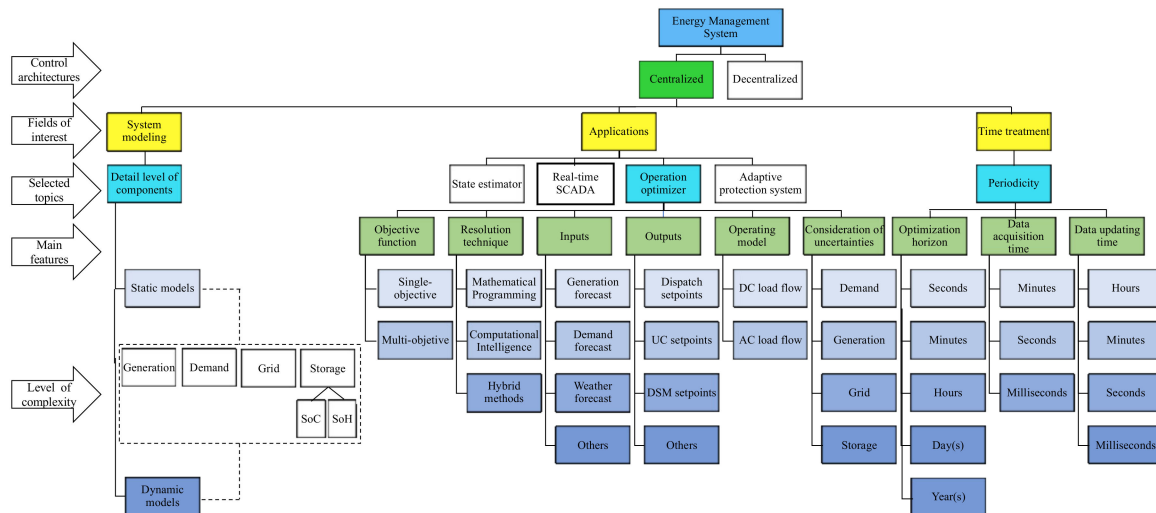 Energy Management
System
Control
architectures
Centralized
Decentralized
Fields of
interest
System
modeling
Applications
Time treatment
Selected
topics
Detail level of
components
State estimator
Real-time
SCADA
Operation
optimizer
Adaptive
protection system
Periodicity
Main
features
Objective
function
Resolution
technique
Inputs
Outputs
Operating
model
Consideration of
uncertainties
Optimization
horizon
Data
acquisition
time
Data updating
time
Level of
complexity
Static models
Generation
Demand
Grid
Storage
SoC
SoH
Dynamic
models
Single-
objective
Multi-objetive
Mathematical
Programming
Computational
Intelligence
Hybrid
methods
Generation
forecast
Demand
forecast
Weather
forecast
Others
Dispatch
setpoints
UC setpoints
DSM setpoints
Others
DC load flow
AC load flow
Demand
Generation
Grid
Storage
Seconds
Minutes
Hours
Day(s)
Year(s)
Minutes
Seconds
Milliseconds
Hours
Minutes
Seconds
Milliseconds